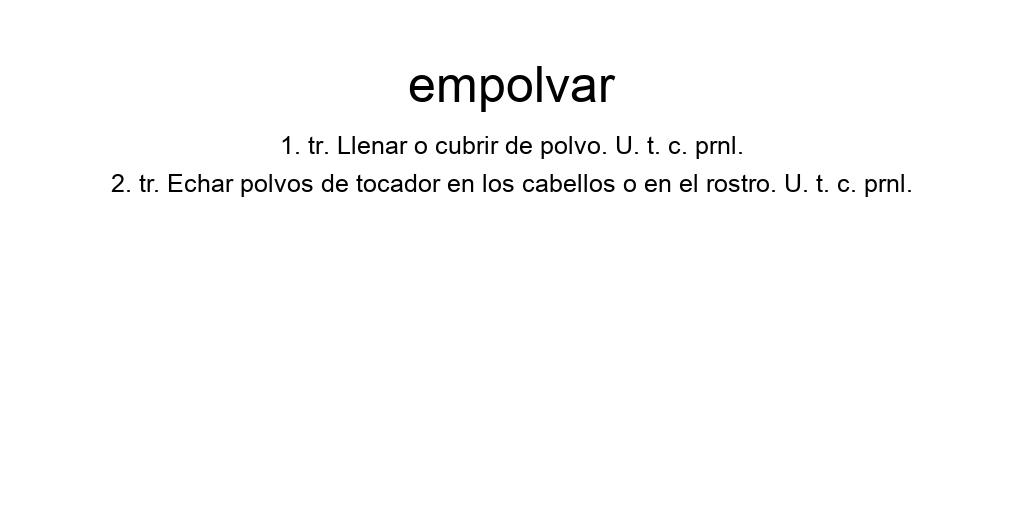 empolvar
1. tr. Llenar o cubrir de polvo. U. t. c. prnl.
2. tr. Echar polvos de tocador en los cabellos o en el rostro. U. t. c. prnl.